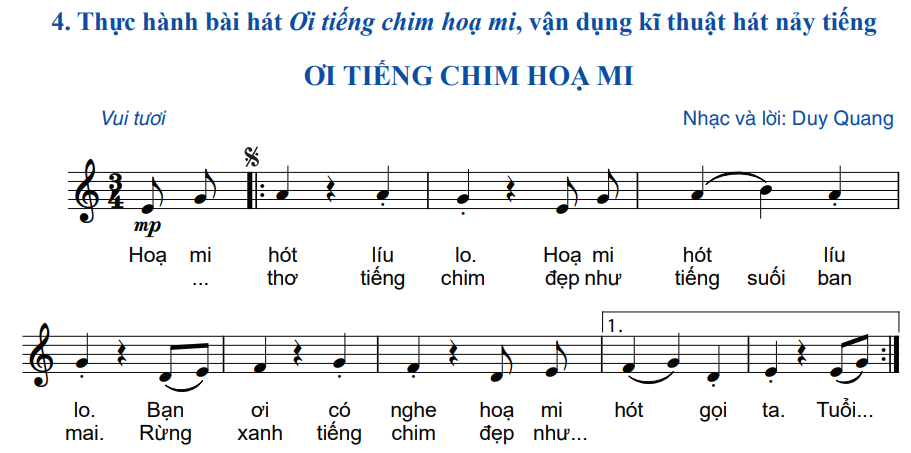 4. Thực hành bài hát Ơi tiếng chim hoạ mi, vận dụng kĩ thuật hát nảy tiếng
ƠI TIẾNG CHIM HOẠ MI
Vui tươi
Nhạc và lời: Duy Quang
3
4
mp
Hoạ mi hót líu lo. Hoạ mi hót líu
... thơ tiếng chim đẹp như tiếng suối ban
1.
lo. Bạn ơi có nghe hoạ mi hót gọi ta. Tuổi...
mai. Rừng xanh tiếng chim đẹp như...